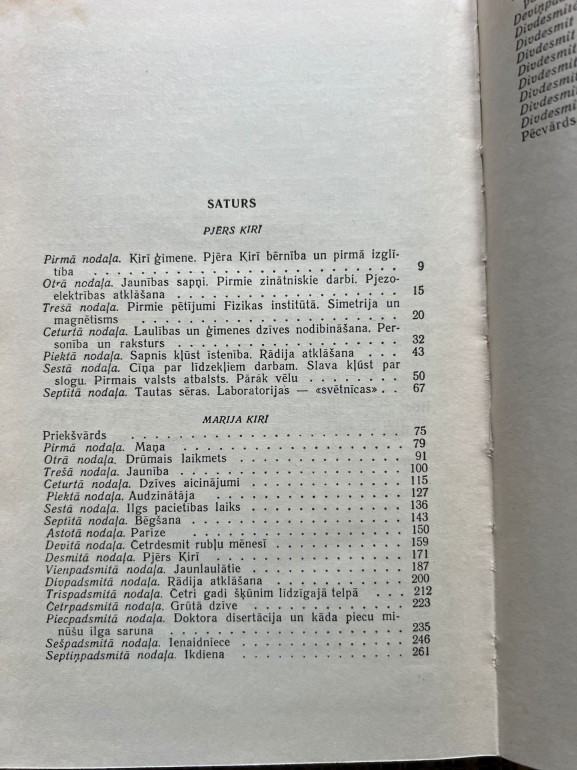 SATURS
PJĒRS KIRĪ
Pirmā nodaļa. Kirī ģimene. Pjēra Kirī bērnība un pirmā izglī-
tība . . . . . . . . . . . . . . . . . . . 9
Otrā nodaļa. Jaunības sapņi. Pirmie zinātniskie darbi. Pjezo-
elektrības atklāšana . . . . . . . . . . . . . . 15
Trešā nodaļa. Pirmie pētījumi Fizikas institūtā. Simetrija un
magnētisms . . . . . . . . . . . . . . . . . 20
Ceturtā nodaļa. Laulības un ģimenes dzīves nodibināšana. Per-
sonība un raksturs . . . . . . . . . . . . . . . 32
Piektā nodaļa. Sapnis kļūst īstenība. Rādija atklāšana . . . 43
Sestā nodaļa. Cīņa par līdzekļiem darbam. Slava kļūst par
slogu. Pirmais valsts atbalsts. Pārāk vēlu . . . . . . 50
Septītā nodaļa. Tautas sēras. Laboratorijas — «svētnīcas» . . 67
MARIJA KIRĪ
Priekšvārds . . . . . . . . . . . . . . . . . 75
Pirmā nodaļa. Maņa . . . . . . . . . . . . . . 79
Otrā nodaļa. Drūmais laikmets . . . . . . . . . . 91
Trešā nodaļa. Jaunība . . . . . . . . . . . . . 100
Ceturtā nodaļa. Dzīves aicinājumi . . . . . . . . . 115
Piektā nodaļa. Audzinātāja . . . . . . . . . . . 127
Sestā nodaļa. Ilgs pacietības laiks . . . . . . . . . 136
Septītā nodaļa. Bēgšana . . . . . . . . . . . . 143
Astotā nodaļa. Parīze . . . . . . . . . . . . . 150
Devītā nodaļa. Četrdesmit rubļu mēnesī . . . . . . . 159
Desmitā nodaļa. Pjērs Kirī . . . . . . . . . . . 171
Vienpadsmitā nodaļa. Jaunlaulātie . . . . . . . . . 187
Divpadsmitā nodaļa. Rādija atklāšana . . . . . . . . 200
Trispadsmitā nodaļa. Četri gadi šķūnim līdzīgajā telpā . . . 212
Četrpadsmitā nodaļa. Grūtā dzīve . . . . . . . . . 223
Piecpadsmitā nodaļa. Doktora disertācija un kāda piecu mi-
nūšu ilga saruna . . . . . . . . . . . . . . . 235
Sešpadsmitā nodaļa. Ienaidniece . . . . . . . . . . 246
Septiņpadsmitā nodaļa. Ikdiena . . . . . . . . . . 261
Divdesmit
Divdesmit
Divdesmit
Divdesmit
Divdesmit
Divdesmit
Divdesmit
Pēcvārds